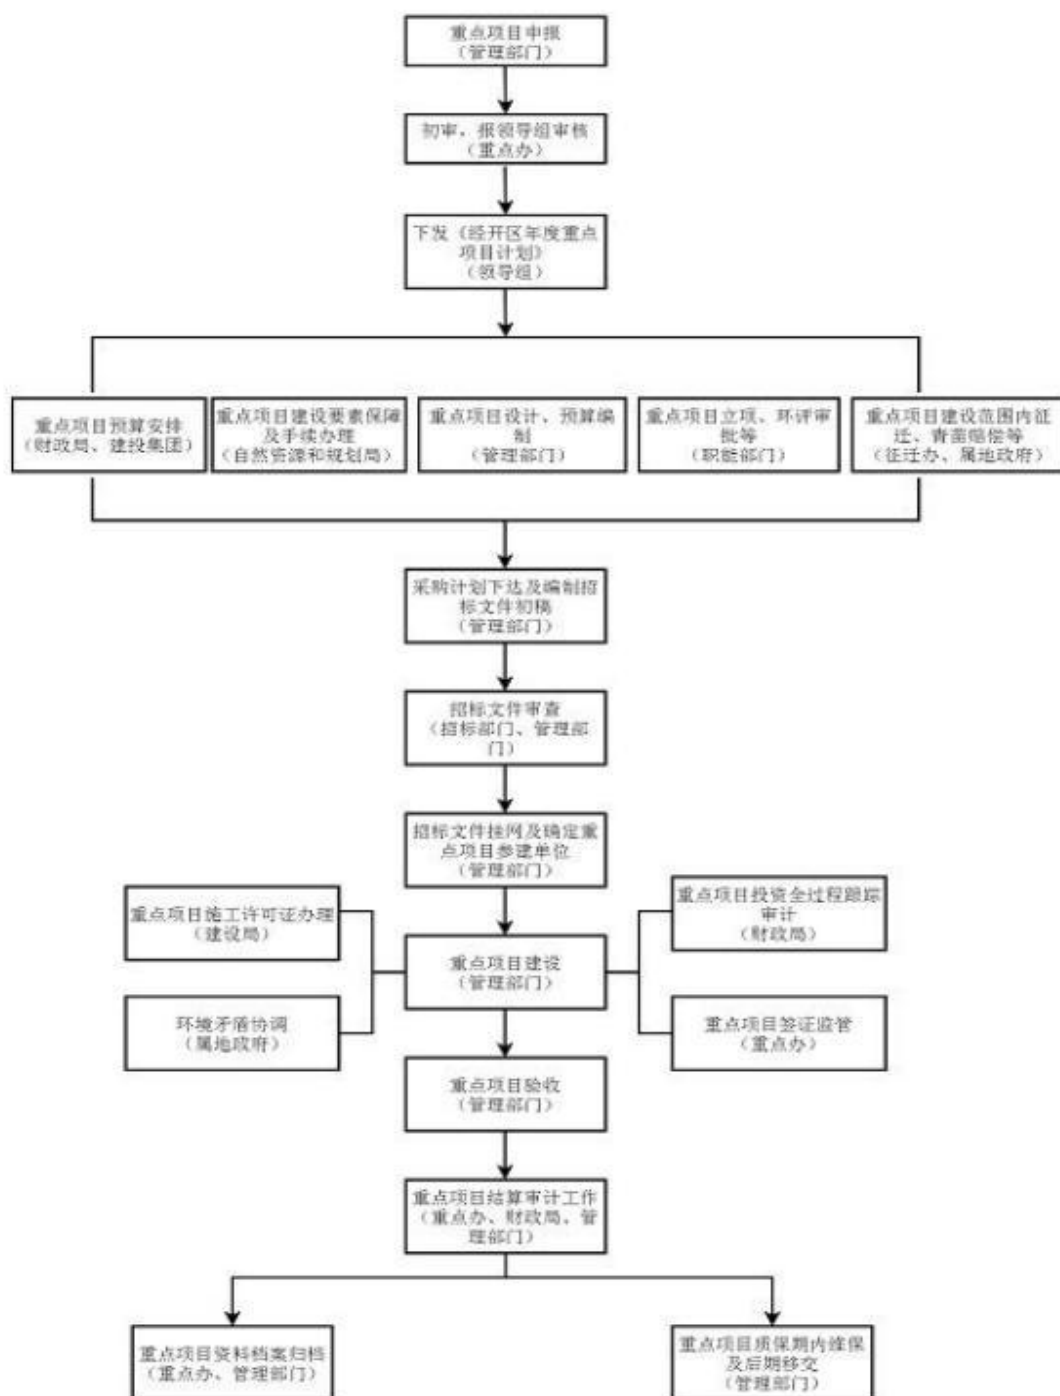 重点项目申报
（管理部门）
初审，报领导组审核
（重点办）
下发《经开区年度重点
项目计划》
（领导组）
重点项目预算安排
（财政局、建投集团）
重点项目建设要素保障
及手续办理
（自然资源和规划局）
重点项目设计、预算编
制
（管理部门）
重点项目立项、环评审
批等
（职能部门）
重点项目建设范围内征
迁、青苗赔偿等
（征迁办、属地政府）
采购计划下达及编制招
标文件初稿
（管理部门）
招标文件审查
（招标部门、管理部
门）
招标文件挂网及确定重
点项目参建单位
（管理部门）
重点项目施工许可证办理
（建设局）
重点项目投资全过程跟踪
审计
（财政局）
重点项目建设
（管理部门）
环境矛盾协调
（属地政府）
重点项目签证监管
（重点办）
重点项目验收
（管理部门）
重点项目结算审计工作
（重点办、财政局、管
理部门）
重点项目资料档案归档
（重点办、管理部门）
重点项目质保期内维保
及后期移交
（管理部门）